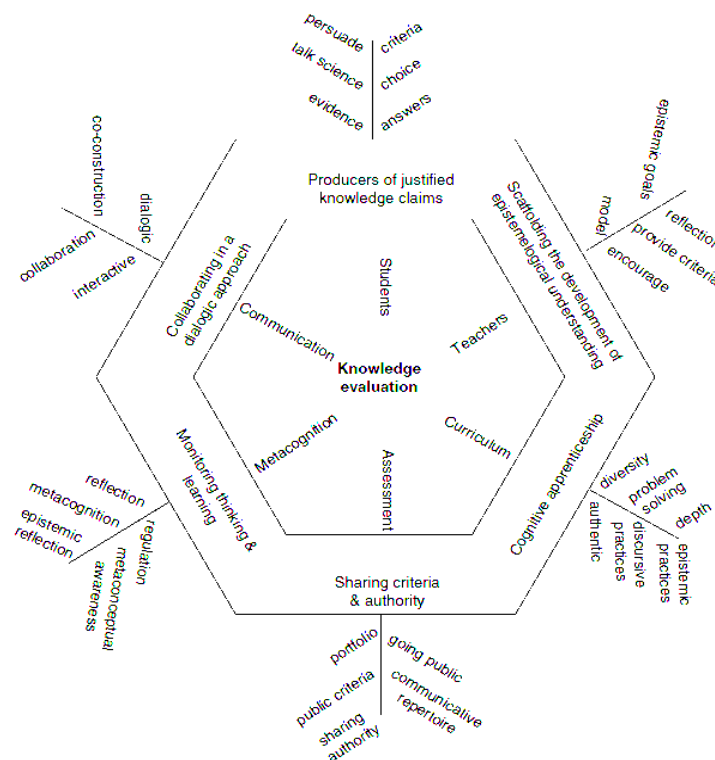 persuade
talk science
evidence
criteria
choice
answers
Producers of justified
knowledge claims
co-construction
dialogic
collaboration
interactive
Collaborating in a
dialogic approach
epistemic goals
model
reflection
provide criteria
encourage
Scaffolding the development of
epistemelogical understanding
Students
Communication
Teachers
Knowledge
evaluation
Metacognition
Assessment
Curriculum
Monitoring thinking &
learning
Cognitive apprenticeship
reflection
metacognition
epistemic
reflection
regulation
metaconceptual
awareness
diversity
problem
solving
depth
authentic
discursive
practices
epistemic
practices
Sharing criteria
& authority
portfolio
public criteria
sharing
authority
going public
communicative
repertoire